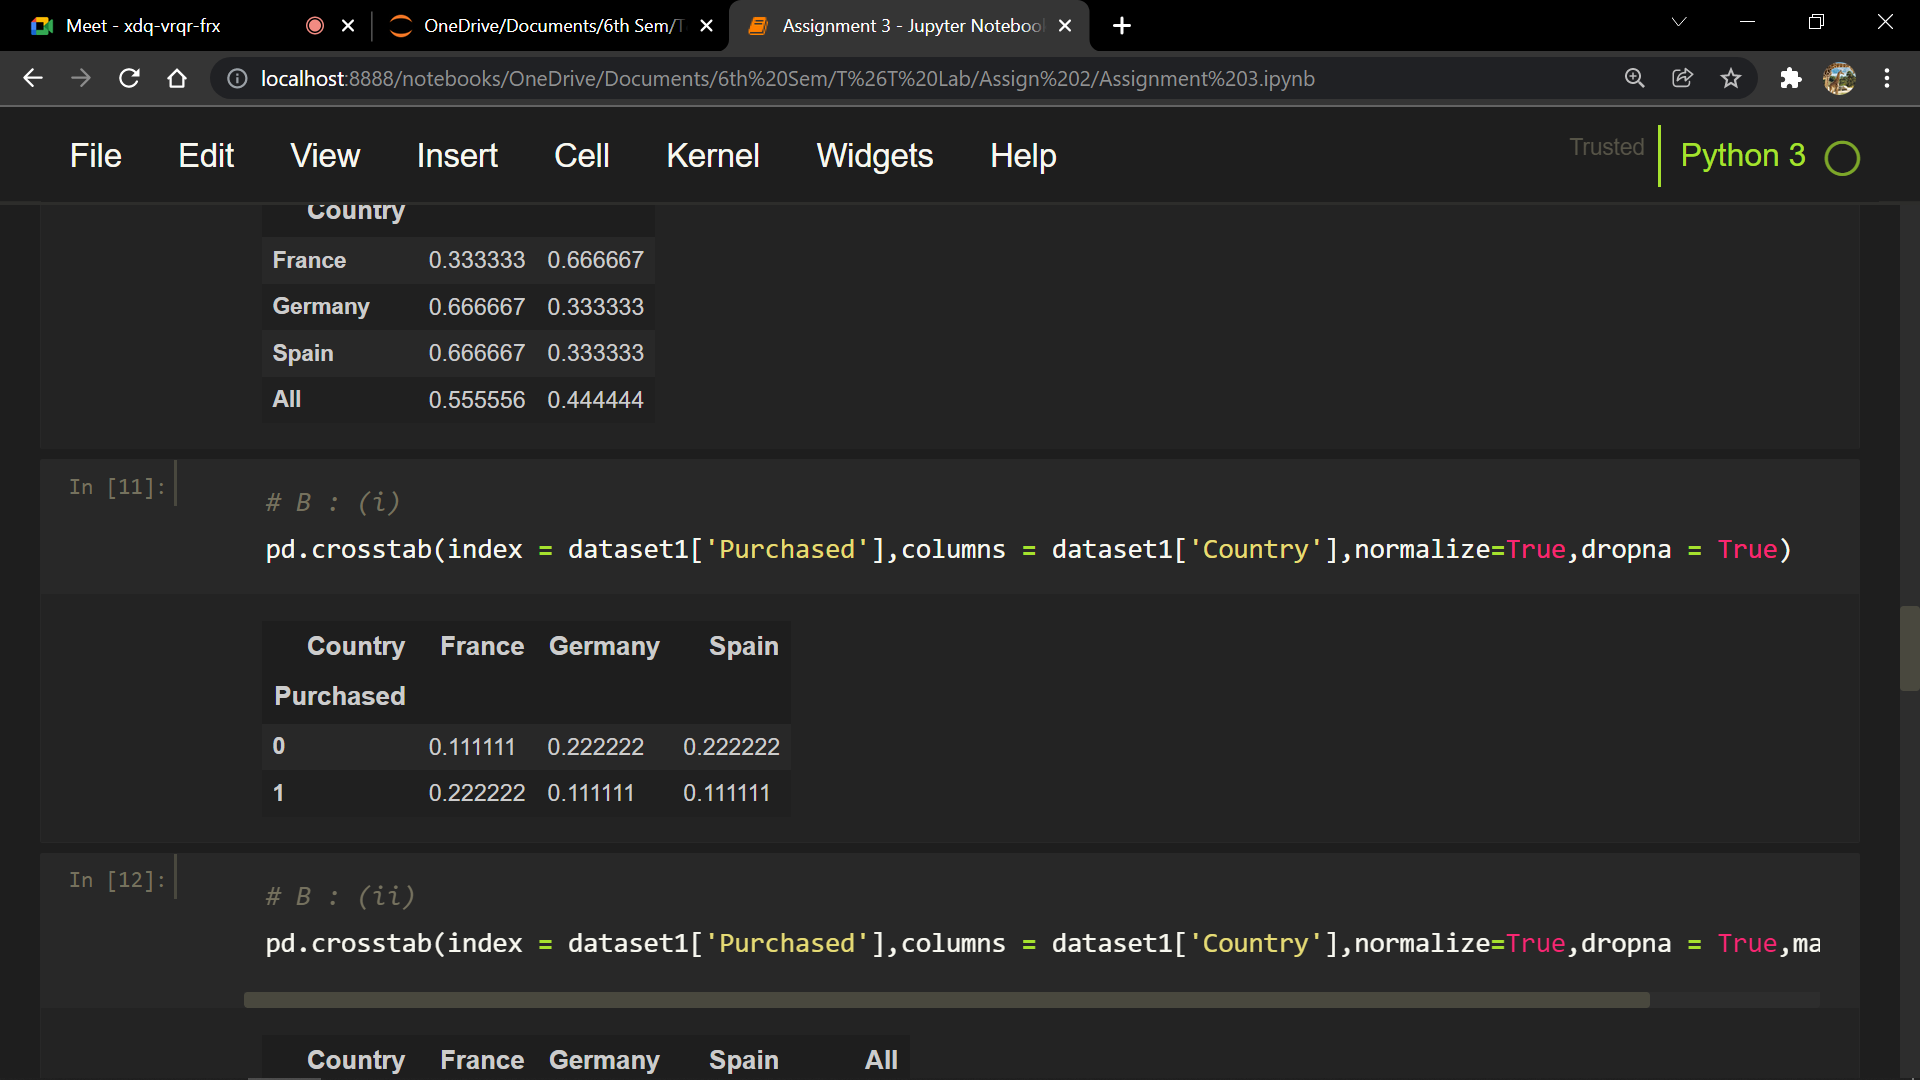 Meet - xdq-vrqr-frx
OneDrive/Documents/6th Sem/T
Assignment 3 - Jupyter Notebook
localhost:8888/notebooks/OneDrive/Documents/6th%20Sem/T%26T%20Lab/Assign%202/Assignment%203.ipynb
File Edit View Insert Cell Kernel Widgets Help Trusted Python 3
Country
France 0.333333 0.666667
Germany 0.666667 0.333333
Spain 0.666667 0.333333
All 0.555556 0.444444
In [11]:
# B : (i)
pd.crosstab(index = dataset1['Purchased'],columns = dataset1['Country'],normalize=True,dropna = True)
Country France Germany Spain
Purchased
0 0.111111 0.222222 0.222222
1 0.222222 0.111111 0.111111
In [12]:
# B : (ii)
pd.crosstab(index = dataset1['Purchased'],columns = dataset1['Country'],normalize=True,dropna = True,ma
Country France Germany Spain All